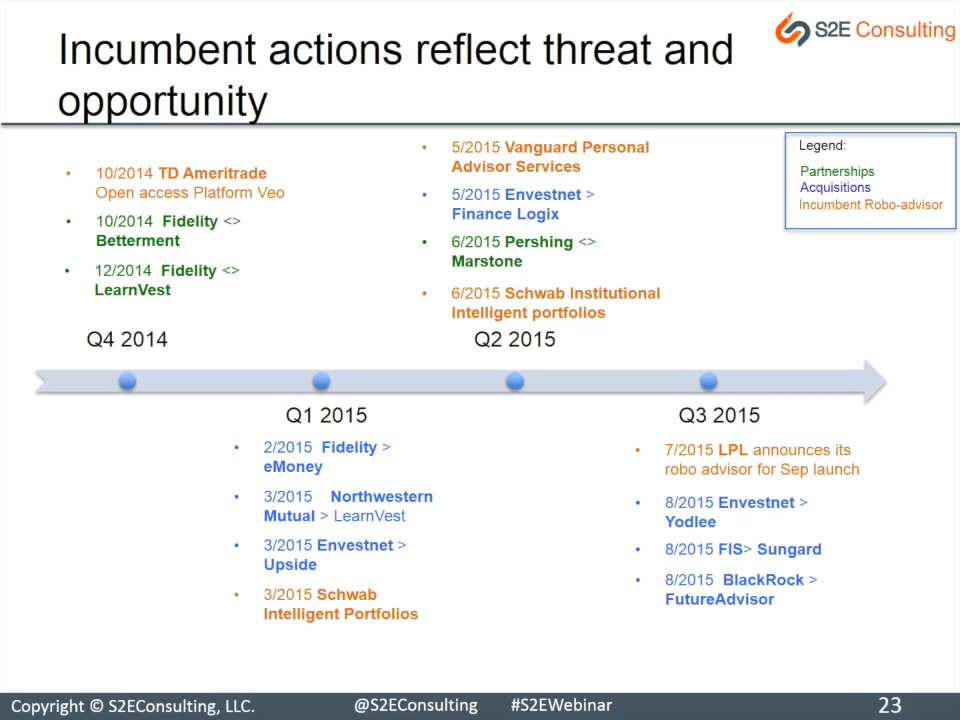 S2E Consulting
Incumbent actions reflect threat and
opportunity
• 10/2014 TD Ameritrade
Open access Platform Veo
• 10/2014 Fidelity <>
Betterment
• 12/2014 Fidelity <>
LearnVest
Q4 2014
• 5/2015 Vanguard Personal
Advisor Services
• 5/2015 Envestnet >
Finance Logix
• 6/2015 Pershing <>
Marstone
• 6/2015 Schwab Institutional
Intelligent portfolios
Q2 2015
Legend:
Partnerships
Acquisitions
Incumbent Robo-advisor
Q1 2015
• 2/2015 Fidelity >
eMoney
• 3/2015 Northwestern
Mutual > LearnVest
• 3/2015 Envestnet >
Upside
• 3/2015 Schwab
Intelligent Portfolios
Q3 2015
• 7/2015 LPL announces its
robo advisor for Sep launch
• 8/2015 Envestnet >
Yodlee
• 8/2015 FIS> Sungard
• 8/2015 BlackRock >
FutureAdvisor
Copyright © S2EConsulting, LLC.
@S2EConsulting
#S2EWebinar
23